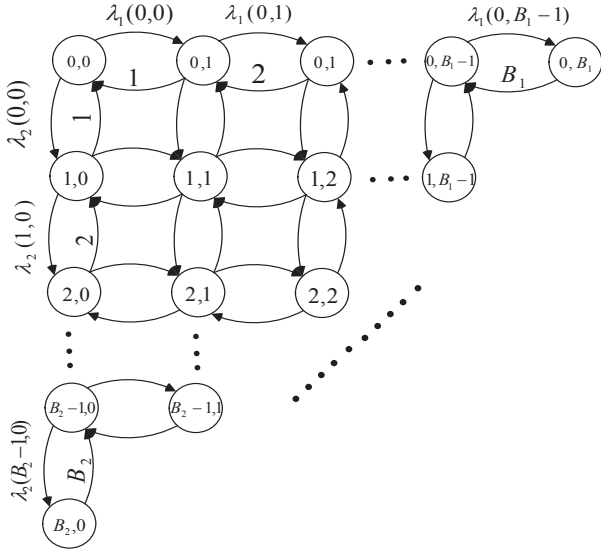 λ₁(0,0) λ₁(0,1) λ₁(0,B₁−1)
0,0 0,1 0,1 0,B₁−1 0,B₁
1 2 B₁
λ₂(0,0) 1
1,0 1,1 1,2 1,B₁−1
λ₂(1,0) 2
2,0 2,1 2,2
B₂−1,0 B₂−1,1
λ₂(B₂−1,0) B₂
B₂,0